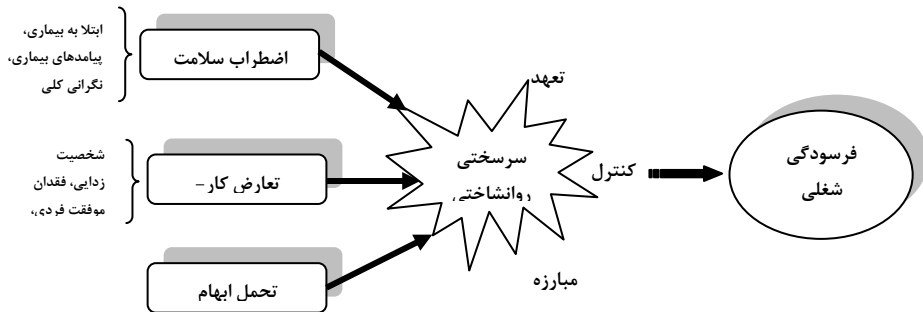 ابتلا به بیماری،
پیامدهای بیماری،
نگرانی کلی
اضطراب سلامت
تعهد
شخصیت
زدایی، فقدان
موفقت فردی،
تعارض کار –
سرسختی
روانشاختی
کنترل
فرسودگی
شغلی
تحمل ابهام
مبارزه